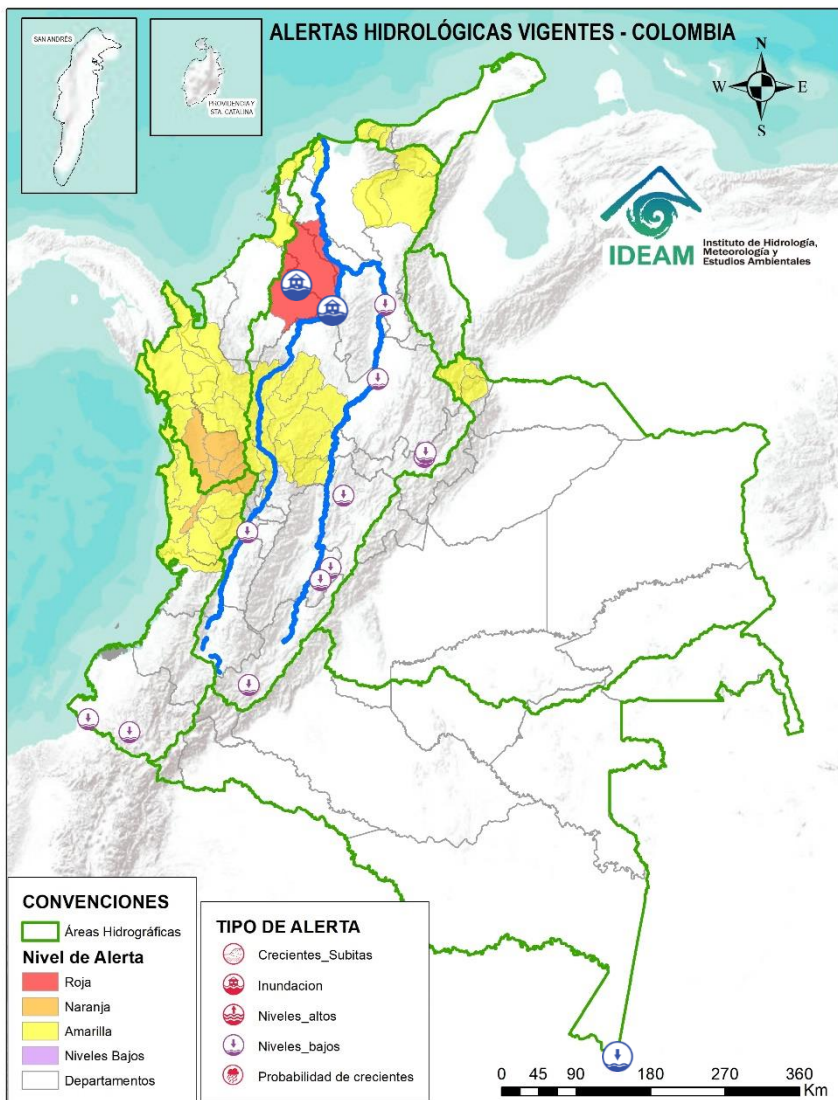 SAN ANDRÉS
PROVIDENCIA Y
STA. CATALINA
ALERTAS HIDROLÓGICAS VIGENTES - COLOMBIA
N
W
E
S
IDEAM
Instituto de Hidrología,
Meteorología y
Estudios Ambientales
CONVENCIONES
Áreas Hidrográficas
Nivel de Alerta
Roja
Naranja
Amarilla
Niveles Bajos
Departamentos
TIPO DE ALERTA
Crecientes_Subitas
Inundacion
Niveles_altos
Niveles_bajos
Probabilidad de crecientes
0 45 90 180 270 360
Km